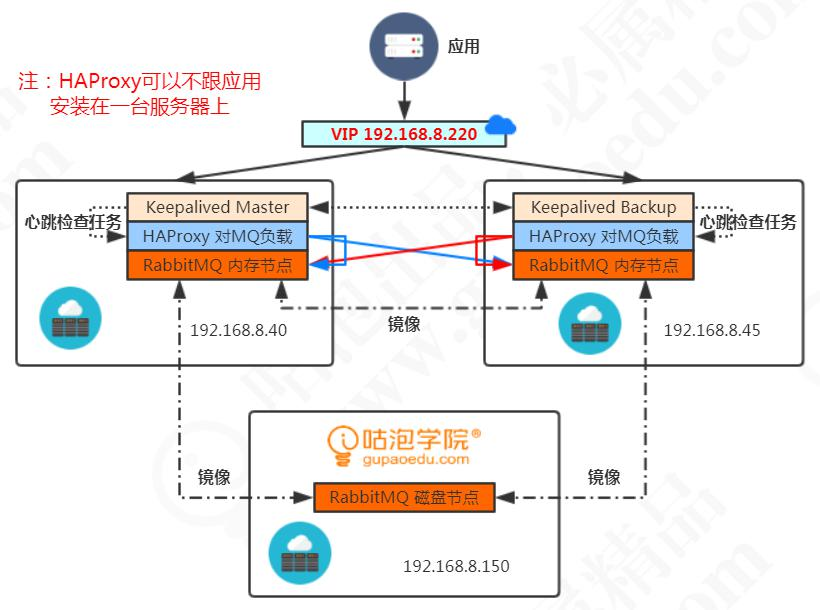 应用
注：HAProxy可以不跟应用
安装在一台服务器上
VIP 192.168.8.220
Keepalived Master
心跳检查任务
HAProxy 对MQ负载
RabbitMQ 内存节点
192.168.8.40
Keepalived Backup
心跳检查任务
HAProxy 对MQ负载
RabbitMQ 内存节点
192.168.8.45
镜像
镜像
镜像
咕泡学院®
gupaoedu.com
RabbitMQ 磁盘节点
192.168.8.150